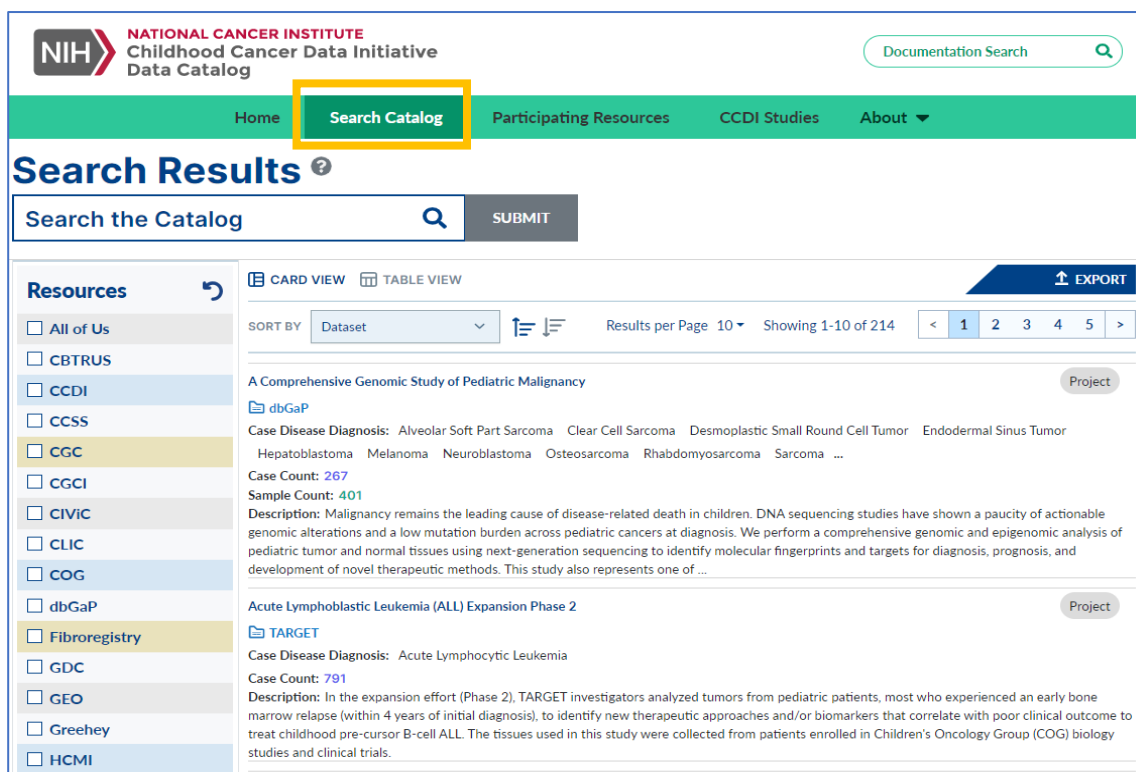 NIH
NATIONAL CANCER INSTITUTE
Childhood Cancer Data Initiative
Data Catalog
Documentation Search
Home
Search Catalog
Participating Resources
CCDI Studies
About
Search Results ?
Search the Catalog
SUBMIT
Resources
All of Us
CBTRUS
CCDI
CCSS
CGC
CGCI
CIViC
CLIC
COG
dbGaP
Fibroregistry
GDC
GEO
Greehey
HCMI
CARD VIEW
TABLE VIEW
EXPORT
SORT BY
Dataset
Results per Page 10
Showing 1-10 of 214
< 1 2 3 4 5 >
A Comprehensive Genomic Study of Pediatric Malignancy
Project
dbGaP
Case Disease Diagnosis: Alveolar Soft Part Sarcoma Clear Cell Sarcoma Desmoplastic Small Round Cell Tumor Endodermal Sinus Tumor
Hepatoblastoma Melanoma Neuroblastoma Osteosarcoma Rhabdomyosarcoma Sarcoma ...
Case Count: 267
Sample Count: 401
Description: Malignancy remains the leading cause of disease-related death in children. DNA sequencing studies have shown a paucity of actionable
genomic alterations and a low mutation burden across pediatric cancers at diagnosis. We perform a comprehensive genomic and epigenomic analysis of
pediatric tumor and normal tissues using next-generation sequencing to identify molecular fingerprints and targets for diagnosis, prognosis, and
development of novel therapeutic methods. This study also represents one of ...
Acute Lymphoblastic Leukemia (ALL) Expansion Phase 2
Project
TARGET
Case Disease Diagnosis: Acute Lymphocytic Leukemia
Case Count: 791
Description: In the expansion effort (Phase 2), TARGET investigators analyzed tumors from pediatric patients, most who experienced an early bone
marrow relapse (within 4 years of initial diagnosis), to identify new therapeutic approaches and/or biomarkers that correlate with poor clinical outcome to
treat childhood pre-cursor B-cell ALL. The tissues used in this study were collected from patients enrolled in Children's Oncology Group (COG) biology
studies and clinical trials.